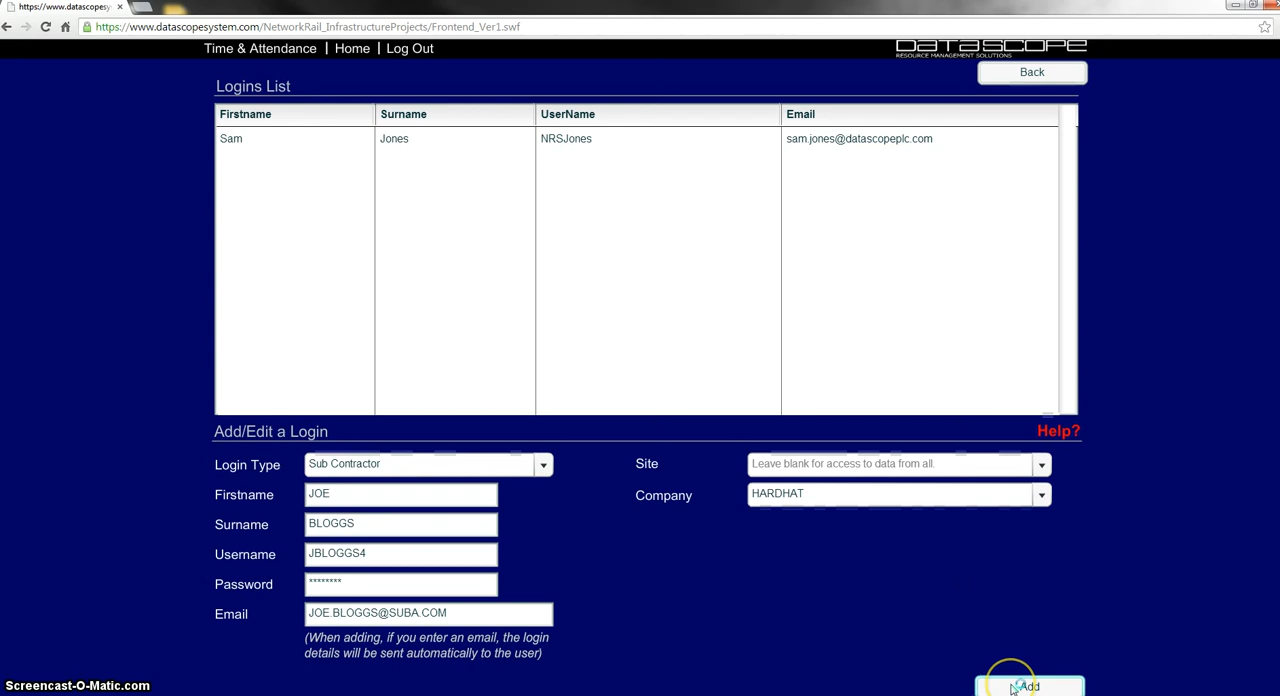 https://www.datascopesy
https://www.datascopesystem.com/NetworkRail_InfrastructureProjects/Frontend_Ver1.swf
Time & Attendance | Home | Log Out
DATASCOPE
RESOURCE MANAGEMENT SOLUTIONS
Back
Logins List
Firstname Surname UserName Email
Sam Jones NRSJones sam.jones@datascopeplc.com
Add/Edit a Login Help?
Login Type Sub Contractor Site Leave blank for access to data from all.
Firstname JOE Company HARDHAT
Surname BLOGGS
Username JBLOGGS4
Password ********
Email JOE.BLOGGS@SUBA.COM
(When adding, if you enter an email, the login
details will be sent automatically to the user)
Add
Screencast-O-Matic.com